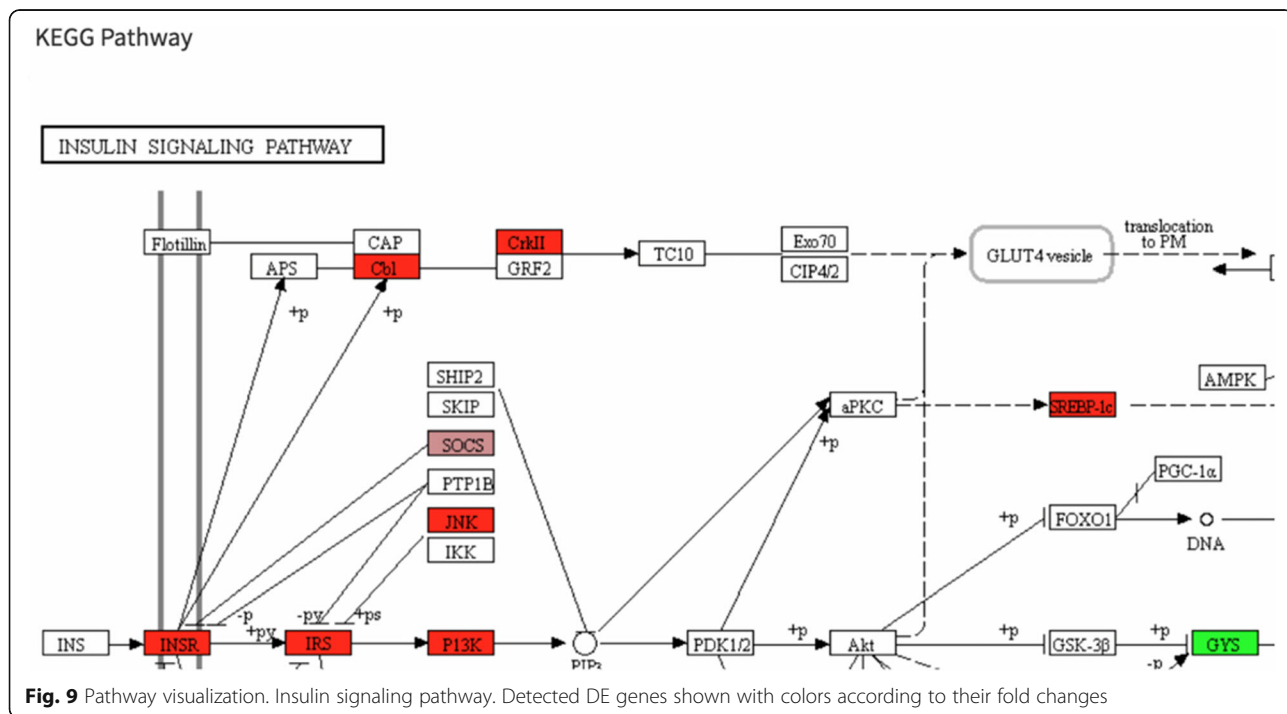 KEGG Pathway
INSULIN SIGNALING PATHWAY
Flotillin
CAP
CrkII
TC10
Exo70
GLUT4 vesicle
translocation
to PM
APS
Cbl
GRF2
CIP4/2
+p
+p
SHIP2
SKIP
SOCS
PTP1B
JNK
IKK
aPKC
+p
SREBP-1c
AMPK
PGC-1α
+p
FOXO1
DNA
-p
+py
-py
+ps
INS
INSR
IRS
P13K
PIP3
PDK1/2
+p
Akt
+p
GSK-3β
+p
-p
GYS
Fig. 9 Pathway visualization. Insulin signaling pathway. Detected DE genes shown with colors according to their fold changes